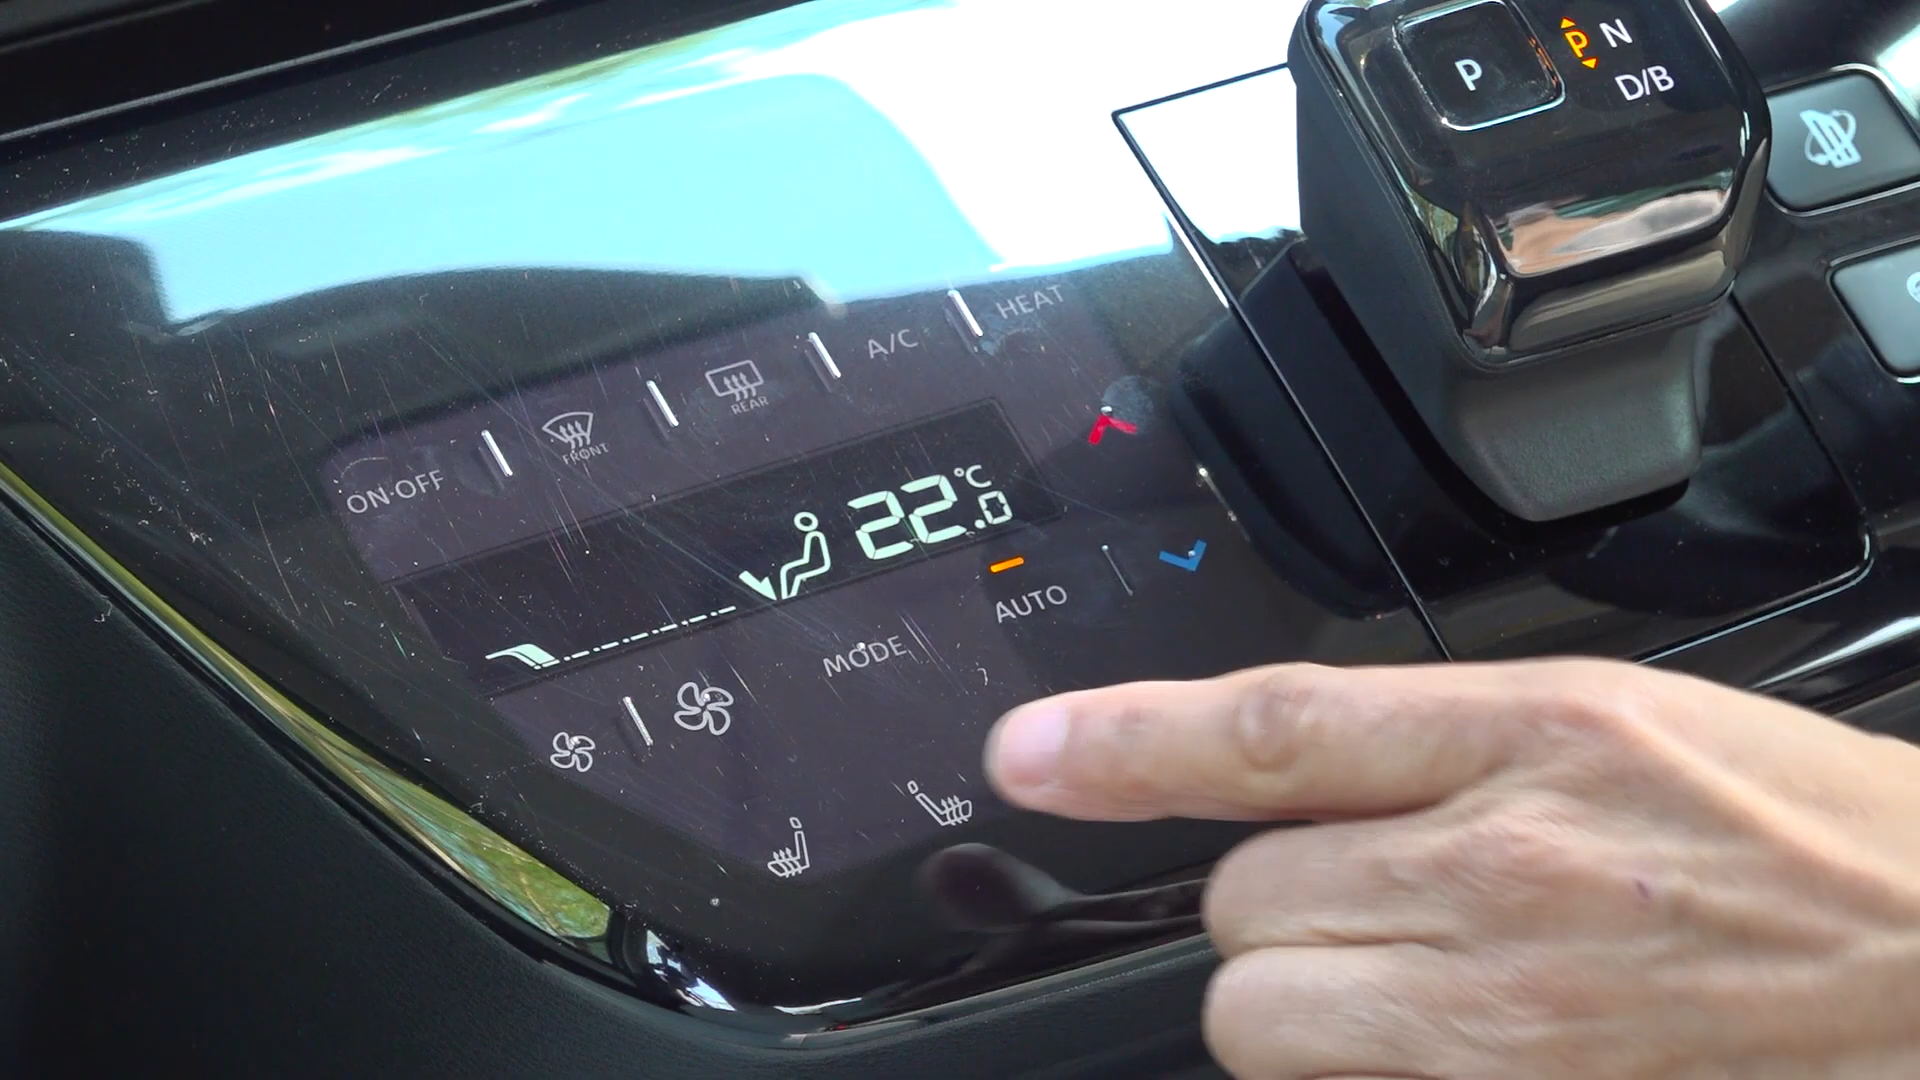 P
P
N
D/B
HEAT
A/C
REAR
FRONT
ON·OFF
22.0 °C
AUTO
MODE